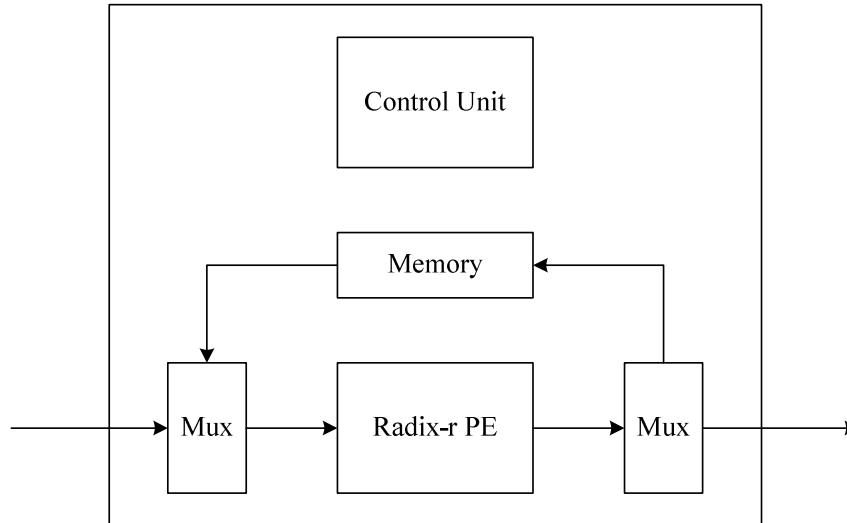 Control Unit
Memory
Mux
Radix-r PE
Mux